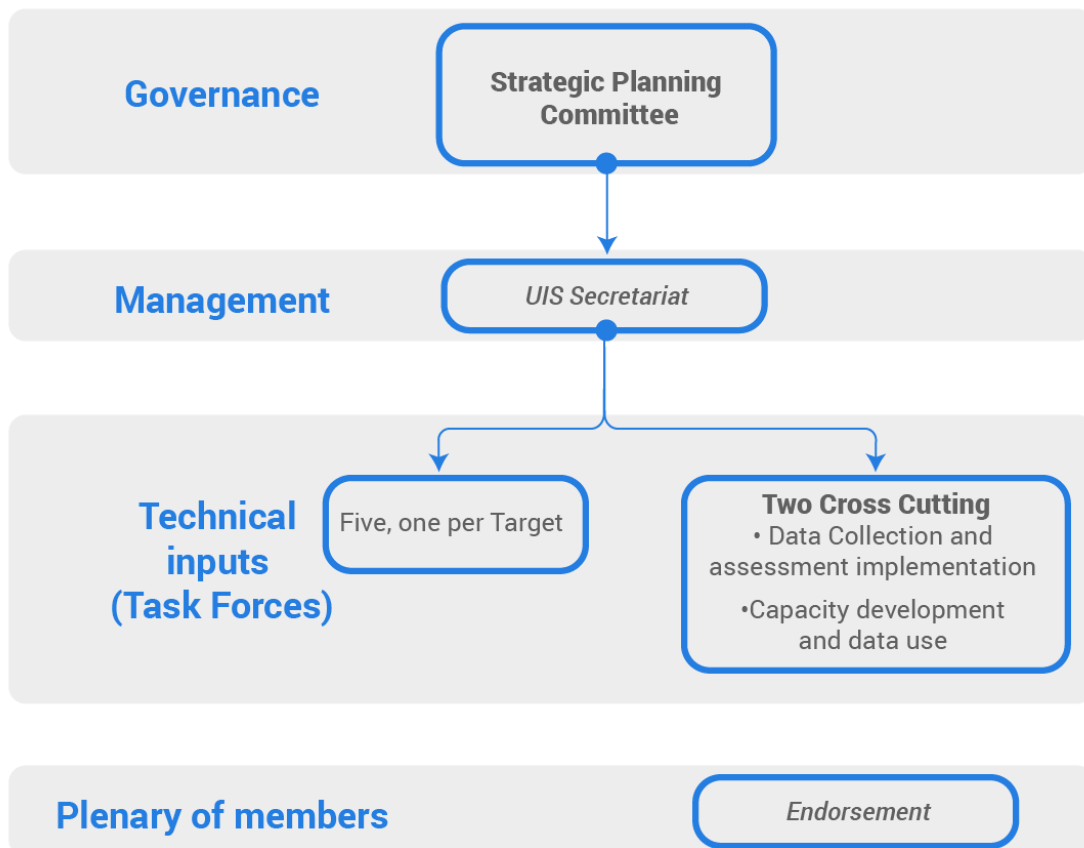 Governance
Strategic Planning
Committee
Management
UIS Secretariat
Technical
inputs
(Task Forces)
Five, one per Target
Two Cross Cutting
• Data Collection and
assessment implementation
•Capacity development
and data use
Plenary of members
Endorsement